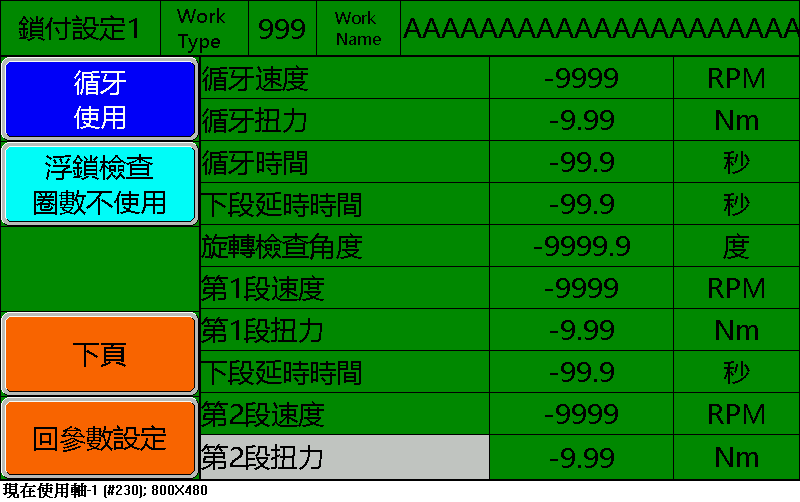 鎖付設定1 Work Type 999 Work Name AAAAAAAAAAAAAAAAAAAAA
循牙
使用
浮鎖檢查
圈數不使用
下頁
回參數設定
循牙速度 -9999 RPM
循牙扭力 -9.99 Nm
循牙時間 -99.9 秒
下段延時時間 -99.9 秒
旋轉檢查角度 -9999.9 度
第1段速度 -9999 RPM
第1段扭力 -9.99 Nm
下段延時時間 -99.9 秒
第2段速度 -9999 RPM
第2段扭力 -9.99 Nm
現在使用軸-1 (#230); 800X480